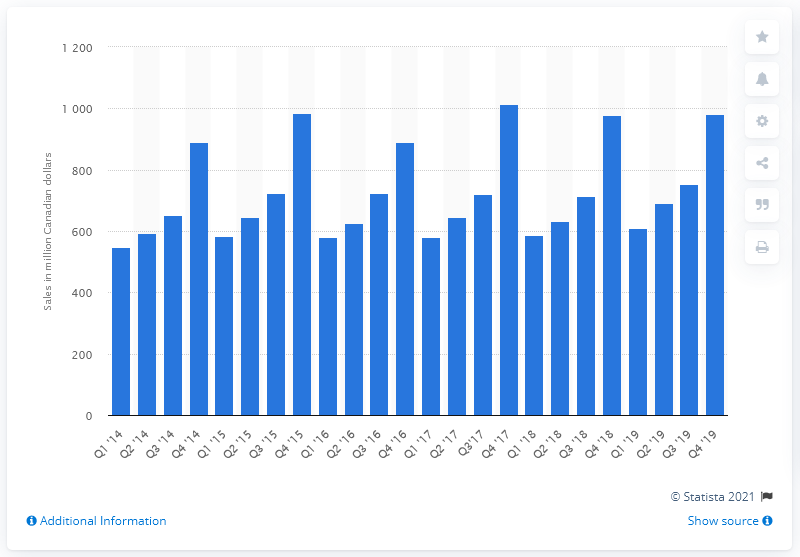 1 200
1 000
800
600
400
200
0
Sales in million Canadian dollars
Q1 '14
Q2 '14
Q3 '14
Q4 '14
Q1 '15
Q2 '15
Q3 '15
Q4 '15
Q1 '16
Q2 '16
Q3 '16
Q4 '16
Q1 '17
Q2 '17
Q3'17
Q4 '17
Q1 '18
Q2 '18
Q3 '18
Q4 '18
Q1 '19
Q2 '19
Q3 '19
Q4 '19
© Statista 2021
Additional Information
Show source